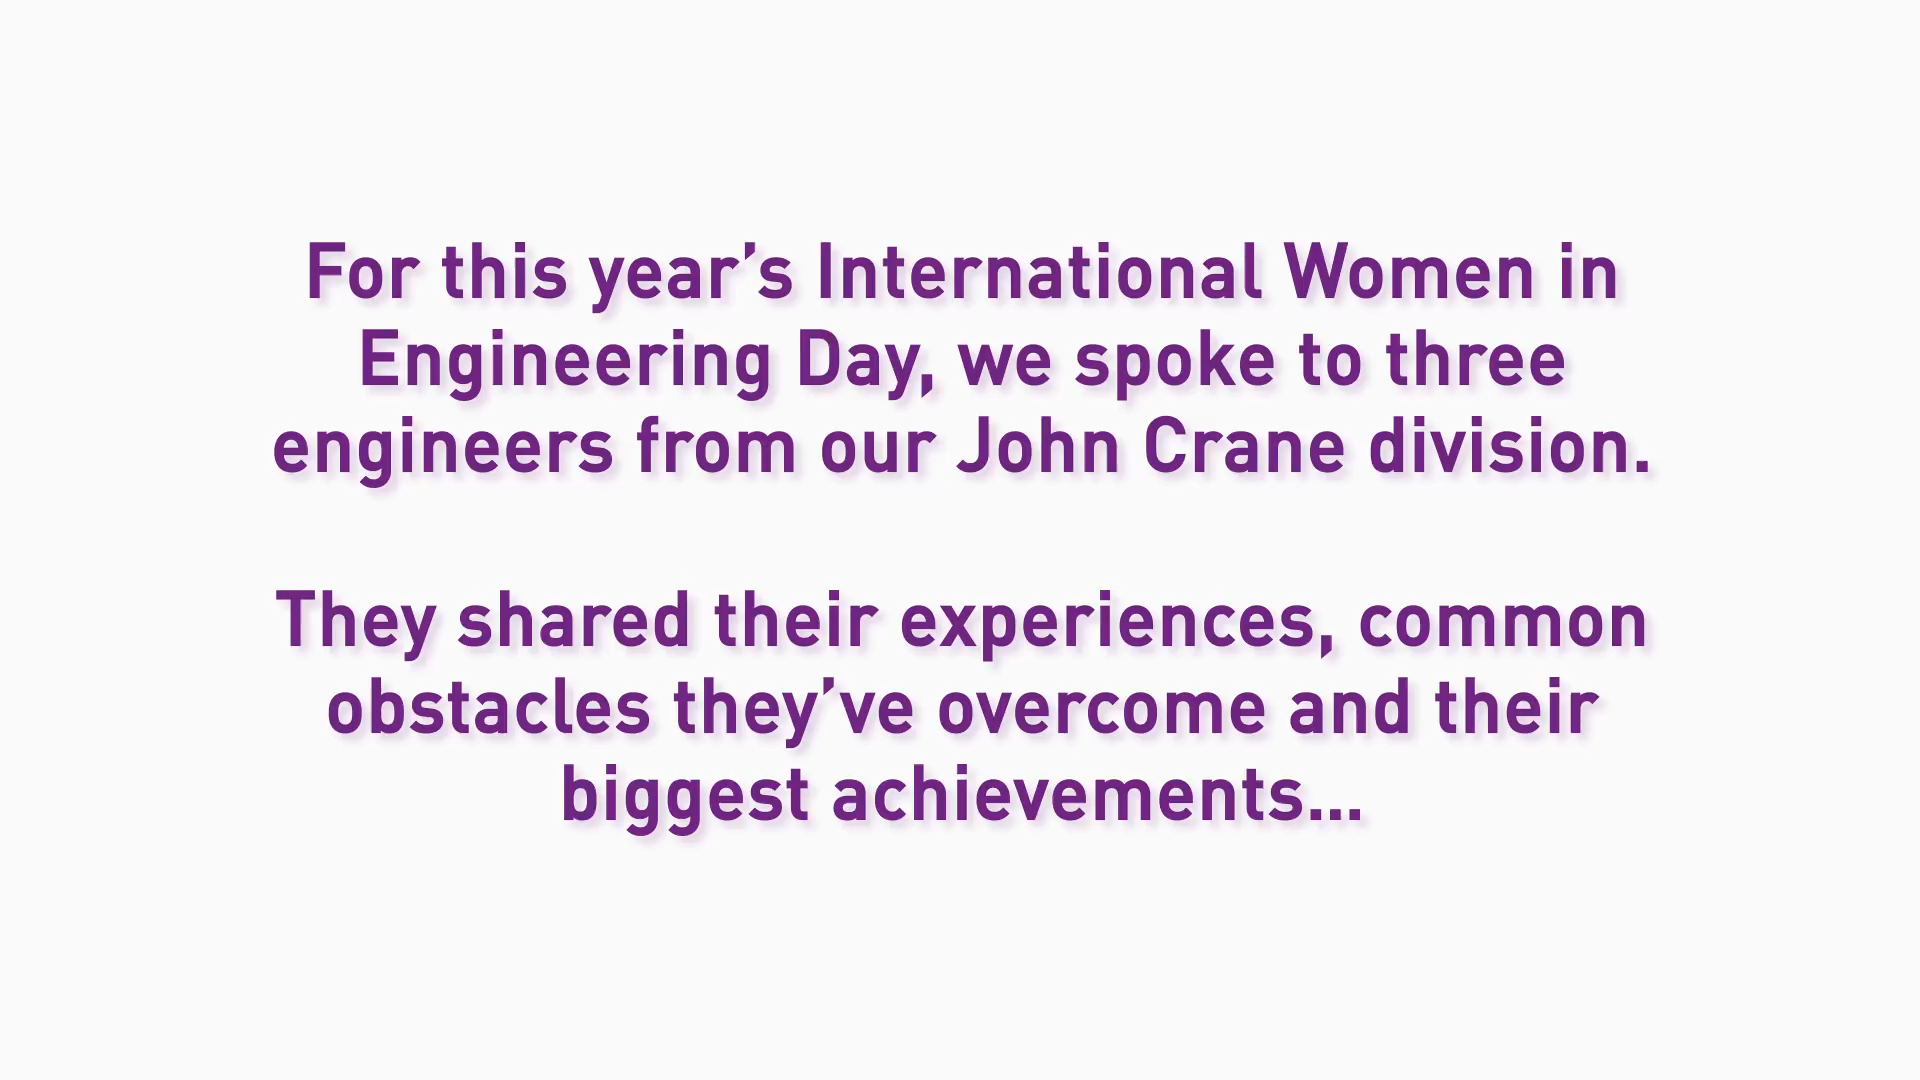 For this year’s International Women in
Engineering Day, we spoke to three
engineers from our John Crane division.
They shared their experiences, common
obstacles they’ve overcome and their
biggest achievements...